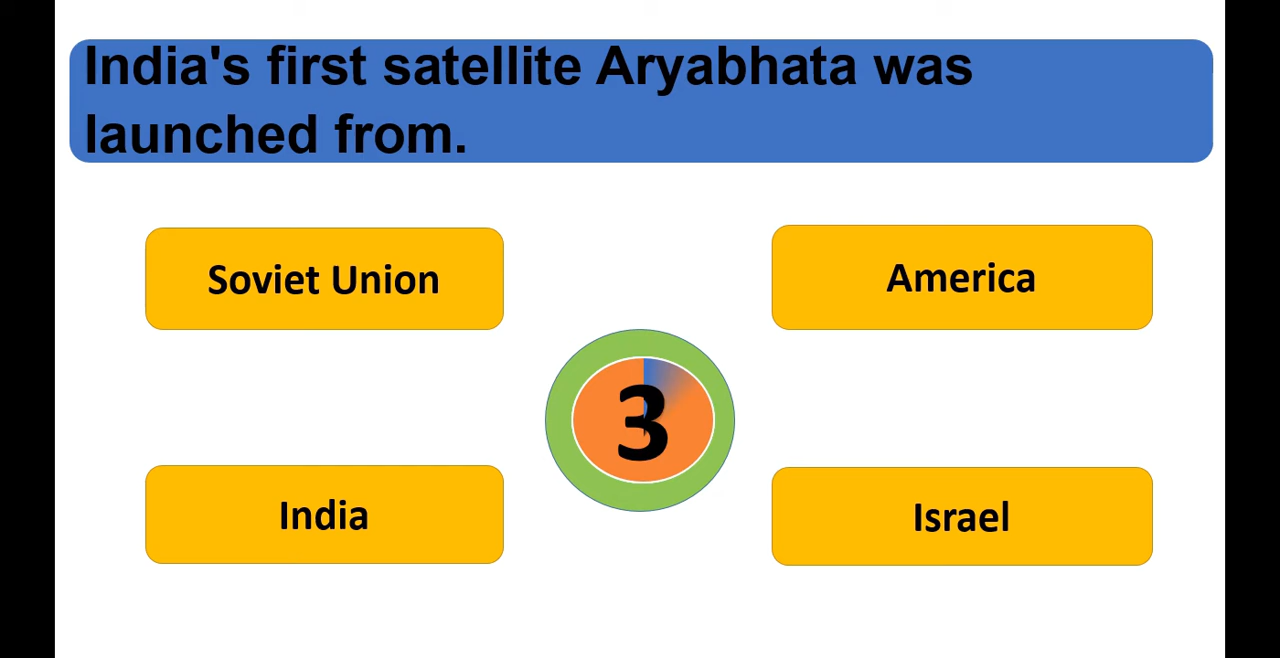 India's first satellite Aryabhata was
launched from.
Soviet Union
America
3
India
Israel